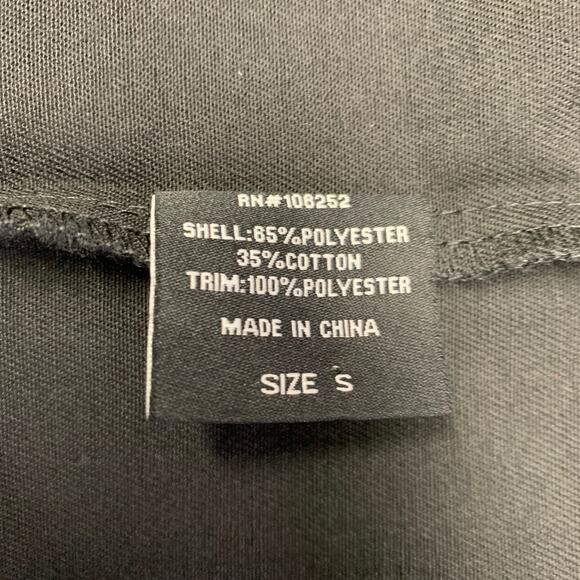 RN#106252
SHELL:65%POLYESTER
35%COTTON
TRIM:100%POLYESTER
MADE IN CHINA
SIZE S